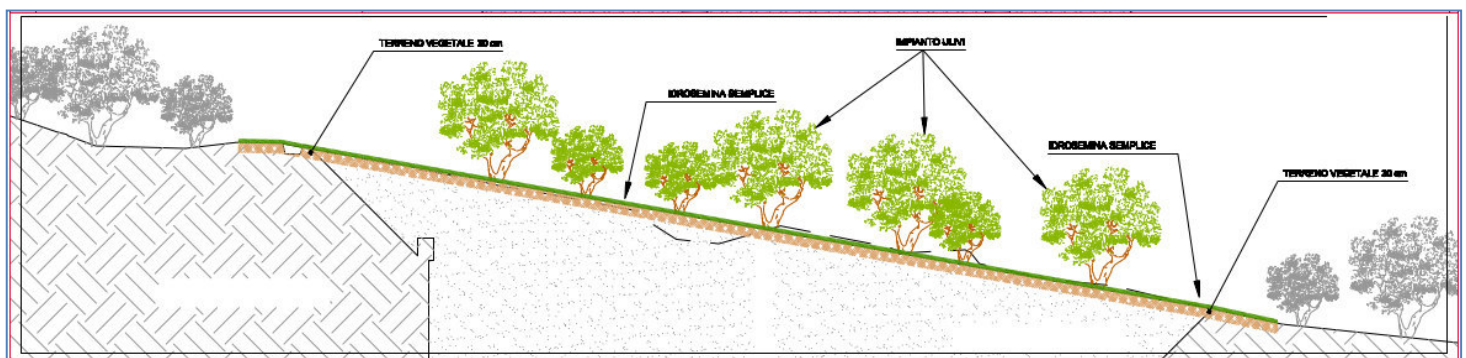 TERRENO VEGETALE 30 cm
IMPIANTO ULIVI
IDROSEMINA SEMPLICE
IDROSEMINA SEMPLICE
TERRENO VEGETALE 30 cm